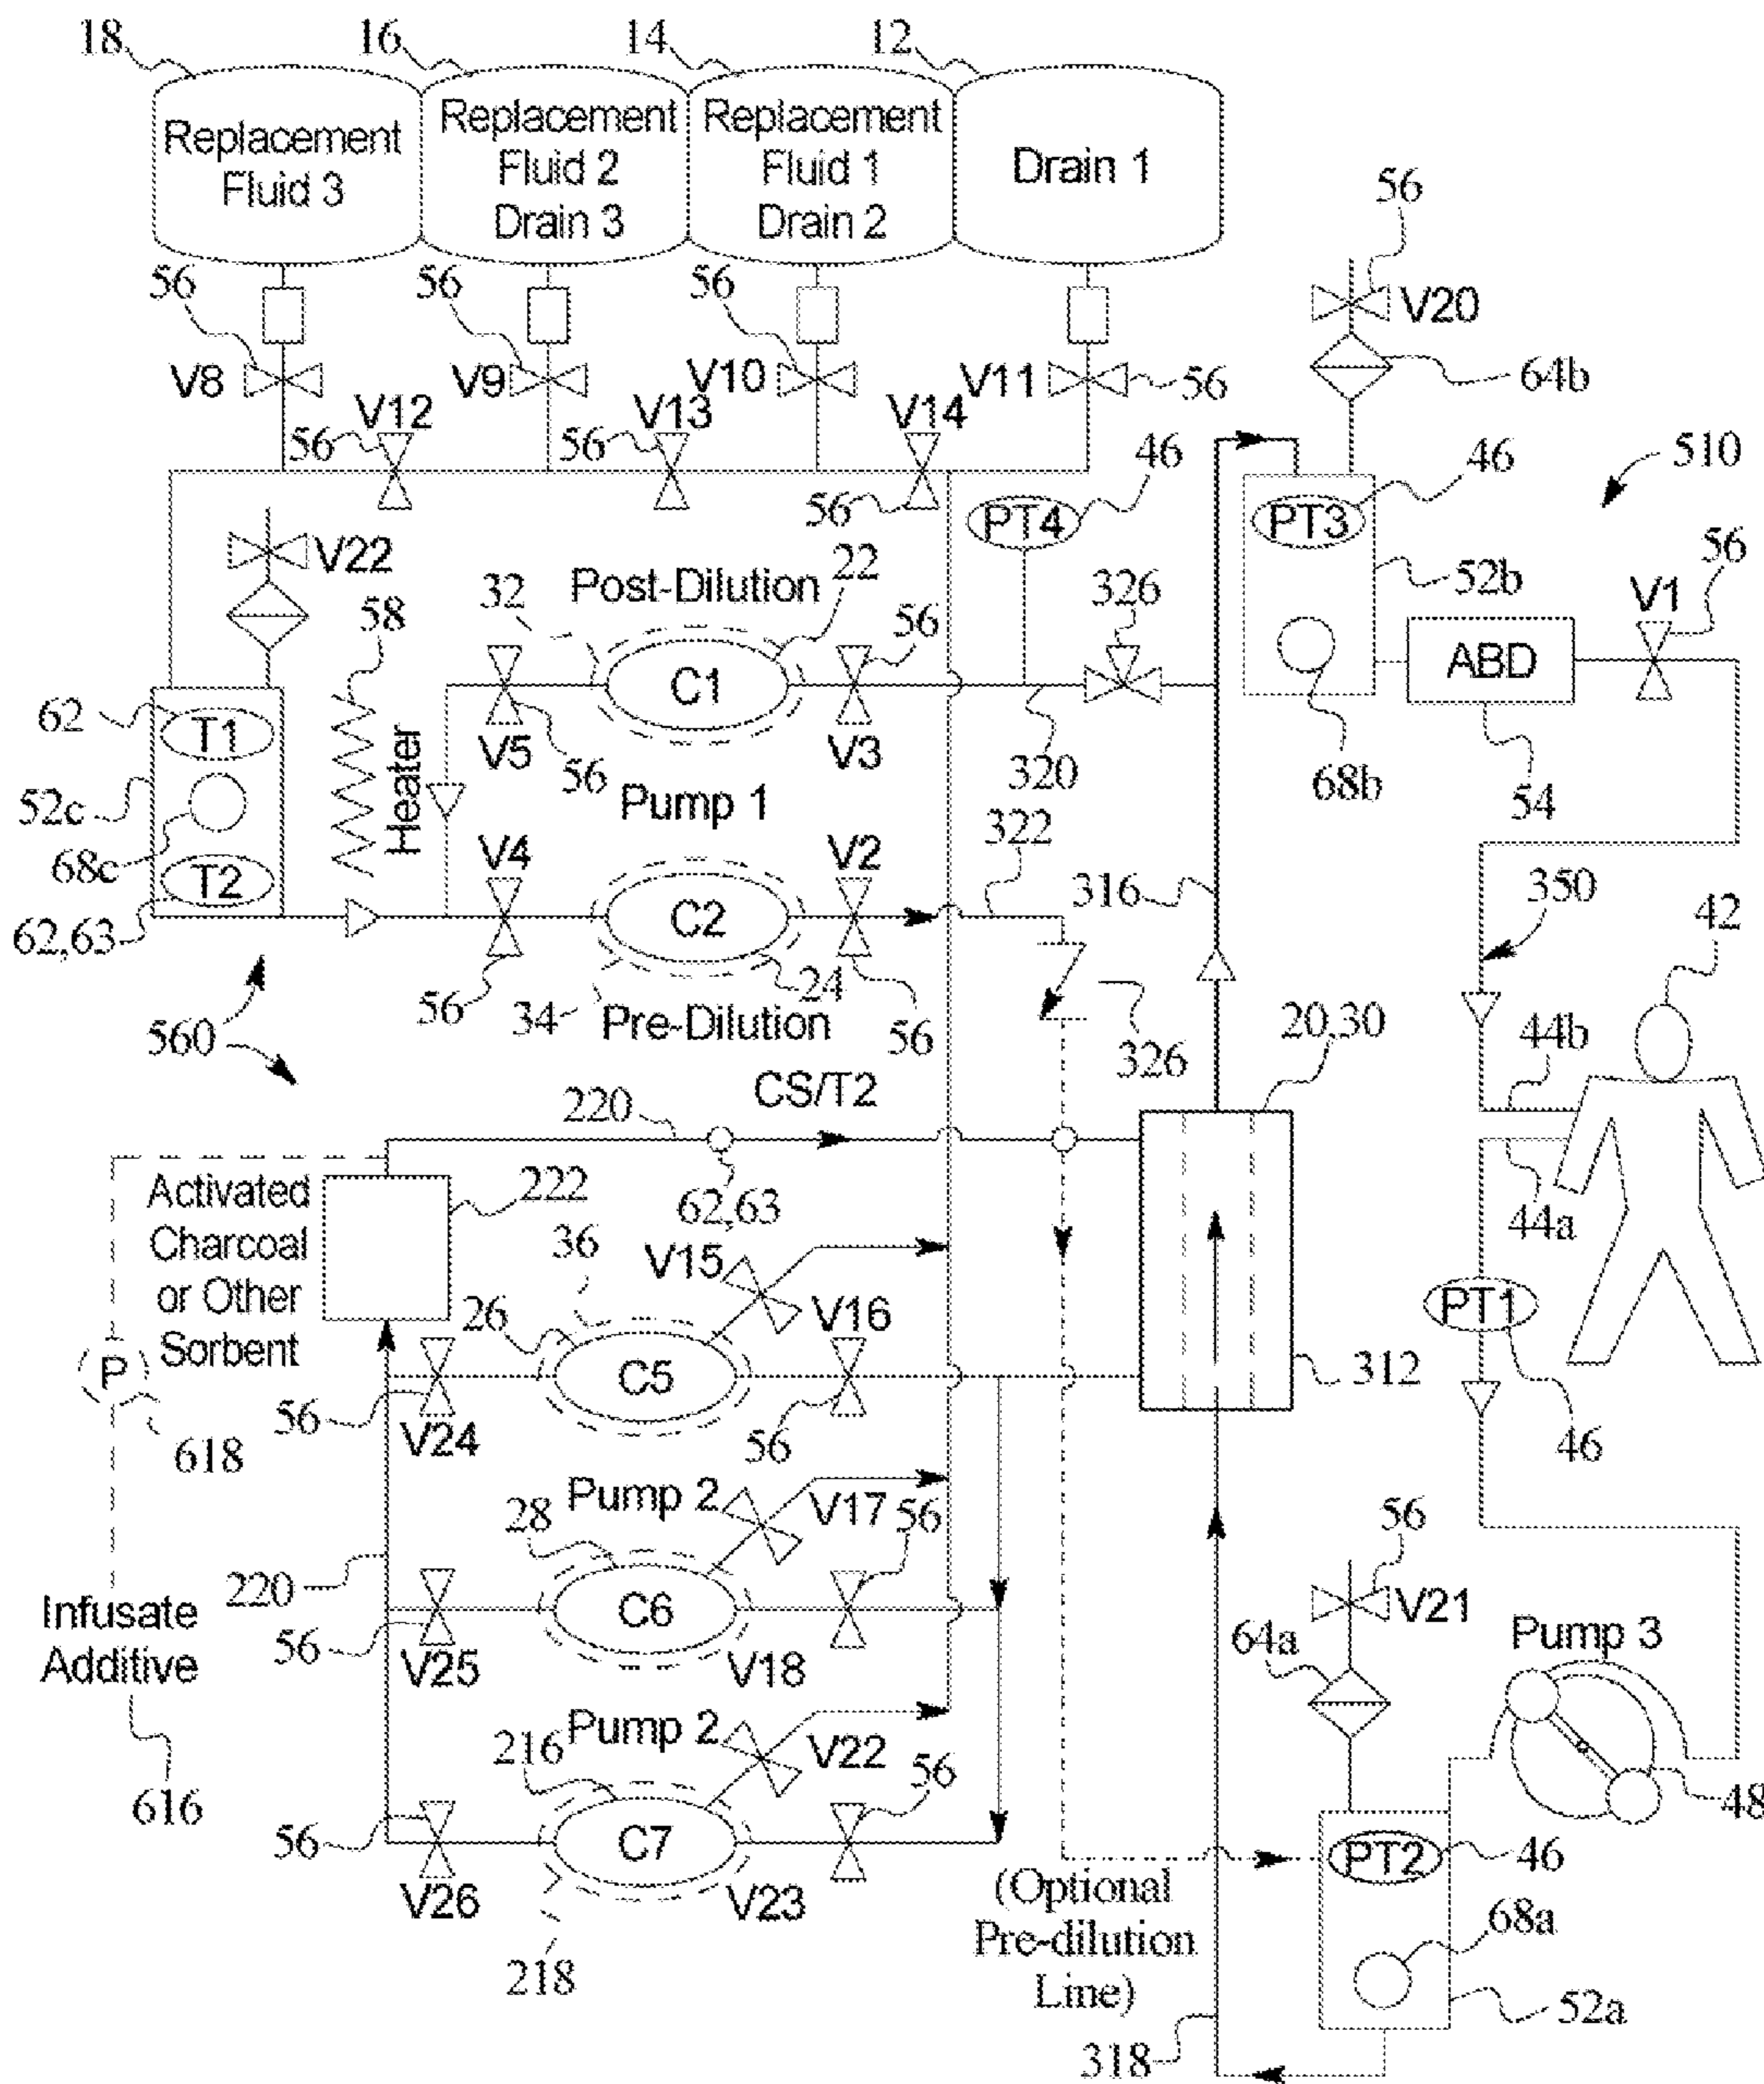 18
16
14
12
Replacement
Fluid 3
Replacement
Fluid 2
Drain 3
Replacement
Fluid 1
Drain 2
Drain 1
56
56
56
56
V20
V8
V9
V10
V11
56
64b
V12
V13
V14
56
56
56
46
46
510
PT4
PT3
V22
Post-Dilution
22
56
326
52b
56
V1
32
58
C1
ABD
62
T1
V5
56
V3
320
68b
54
52c
Heater
Pump 1
322
68c
T2
V4
V2
316
350
42
62,63
C2
56
34
24
56
560
Pre-Dilution
326
20,30
44b
CS/T2
220
Activated
Charcoal
or Other
Sorbent
222
62,63
44a
36
V15
26
V16
PT1
P
C5
312
56
V24
56
46
618
Pump 2
28
V17
56
56
220
C6
V21
Infusate
Additive
56
V25
V18
64a
Pump 3
Pump 2
216
V22
56
616
56
C7
48
PT2
46
V26
V23
(Optional
Pre-dilution
Line)
68a
218
52a
318